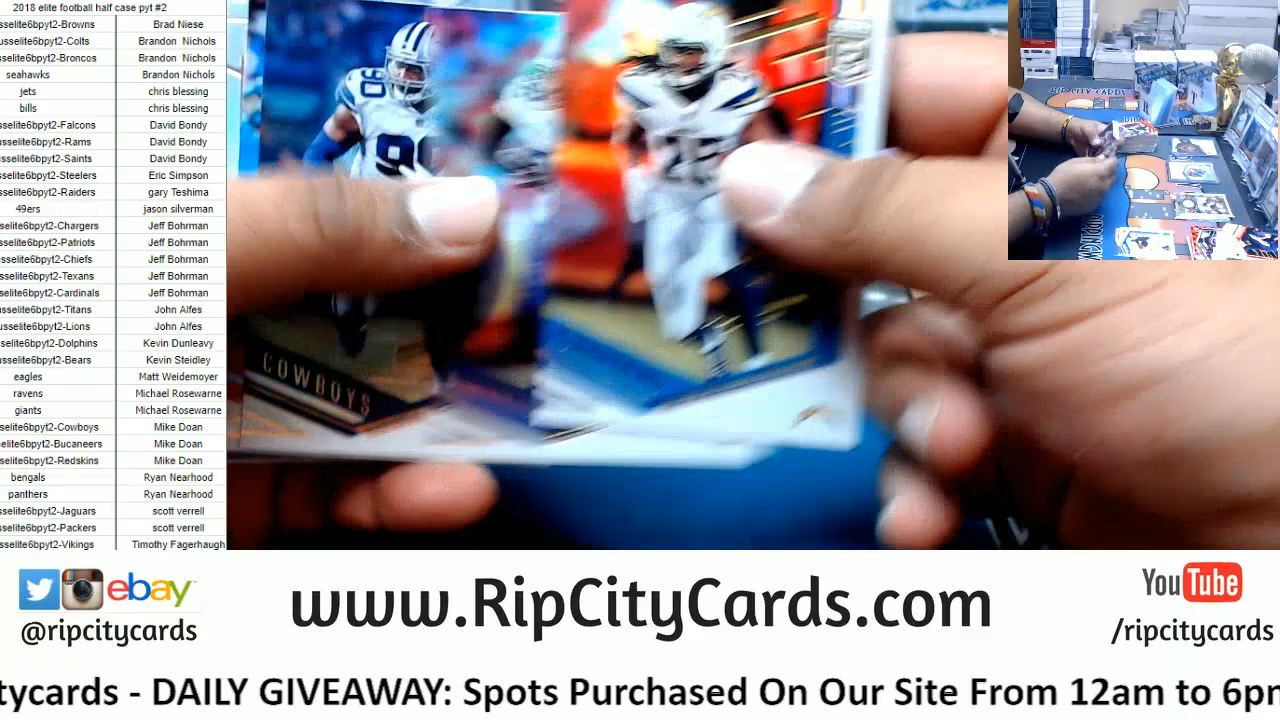 2018 elite football half case pyt #2
sselite6bpyt2-Browns Brad Niese
usselite6bpyt2-Colts Brandon Nichols
sselite6bpyt2-Broncos Brandon Nichols
seahawks Brandon Nichols
jets chris blessing
bills chris blessing
sselite6bpyt2-Falcons David Bondy
usselite6bpyt2-Rams David Bondy
sselite6bpyt2-Saints David Bondy
sselite6bpyt2-Steelers Eric Simpson
sselite6bpyt2-Raiders gary Teshima
49ers jason silverman
selite6bpyt2-Chargers Jeff Bohrman
selite6bpyt2-Patriots Jeff Bohrman
sselite6bpyt2-Chiefs Jeff Bohrman
sselite6bpyt2-Texans Jeff Bohrman
selite6bpyt2-Cardinals Jeff Bohrman
sselite6bpyt2-Titans John Alfes
sselite6bpyt2-Lions John Alfes
selite6bpyt2-Dolphins Kevin Dunleavy
sselite6bpyt2-Bears Kevin Steidley
eagles Matt Weidemoyer
ravens Michael Rosewarne
giants Michael Rosewarne
selite6bpyt2-Cowboys Mike Doan
elite6bpyt2-Bucaneers Mike Doan
selite6bpyt2-Redskins Mike Doan
bengals Ryan Nearhood
panthers Ryan Nearhood
sselite6bpyt2-Jaguars scott verrell
selite6bpyt2-Packers scott verrell
sselite6bpyt2-Vikings Timothy Fagerhaugh
COWBOYS
RIP CITY CARDS
ebay
@ripcitycards
www.RipCityCards.com
YouTube
/ripcitycards
tycards - DAILY GIVEAWAY: Spots Purchased On Our Site From 12am to 6pm